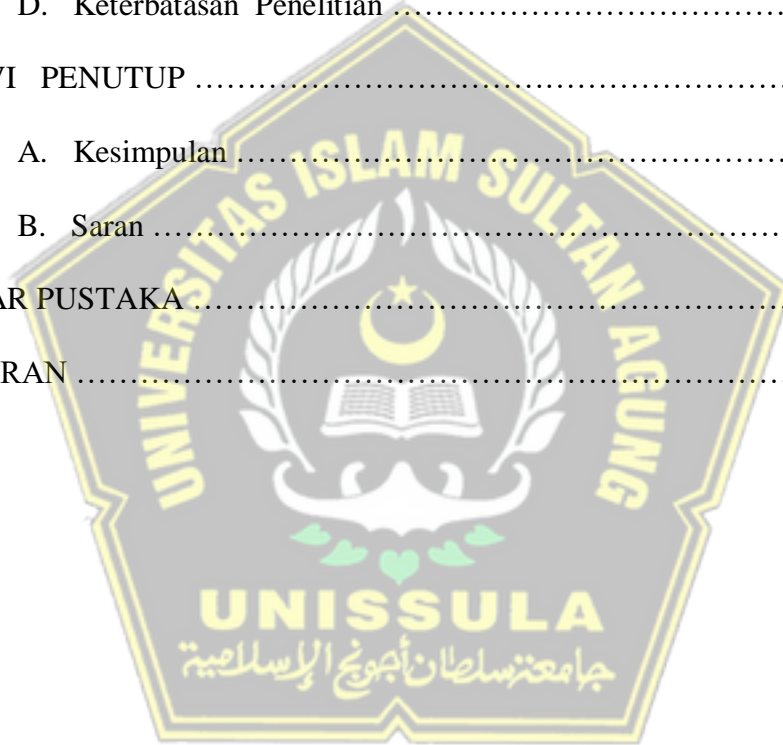 D. Keterbatasan Penelitian ……………………………………
VI PENUTUP ……………………………………………………
A. Kesimpulan ……………………………………………………
B. Saran ……………………………………………………………
AR PUSTAKA ……………………………………………………
RAN ………………………………………………………………
UNIVERSITAS ISLAM SULTAN AGUNG
UNISSULA
جامعة سلطان أجونج الإسلامية